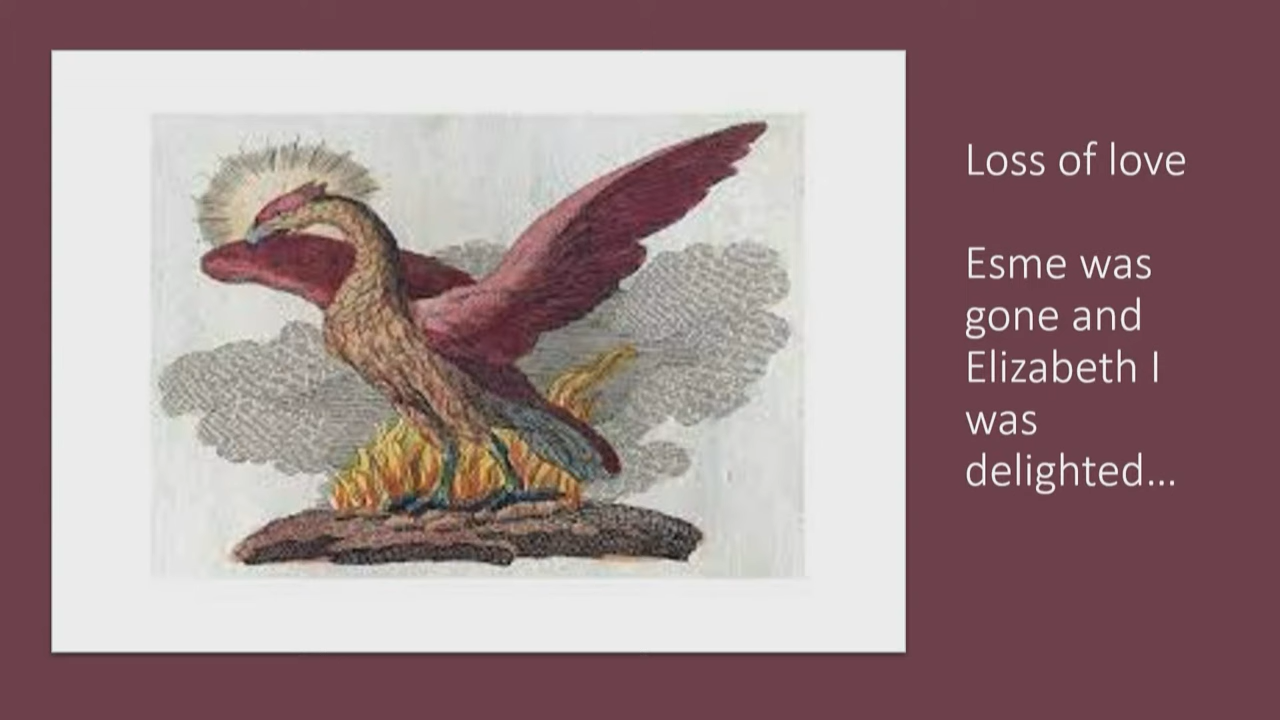 Loss of love
Esme was
gone and
Elizabeth I
was
delighted...